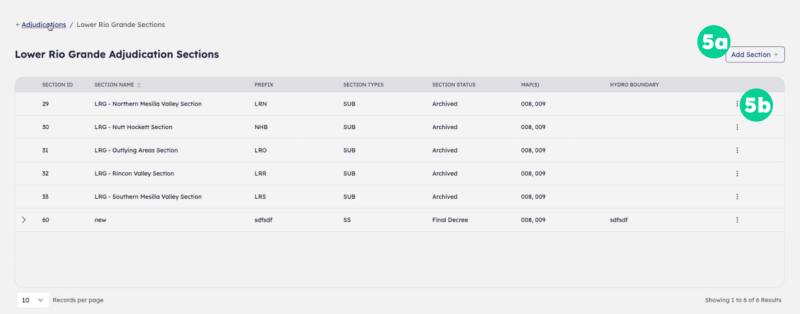 Adjudications / Lower Rio Grande Sections
5a
Lower Rio Grande Adjudication Sections
Add Section +
SECTION ID SECTION NAME PREFIX SECTION TYPES SECTION STATUS MAP(S) HYDRO BOUNDARY
29 LRG - Northern Mesilla Valley Section LRN SUB Archived 008, 009
5b
30 LRG - Nutt Hockett Section NHB SUB Archived 008, 009
31 LRG - Outlying Areas Section LRO SUB Archived 008, 009
32 LRG - Rincon Valley Section LRR SUB Archived 008, 009
33 LRG - Southern Mesilla Valley Section LRS SUB Archived 008, 009
60 new sdfsdf SS Final Decree 008, 009 sdfsdf
10 Records per page
Showing 1 to 6 of 6 Results